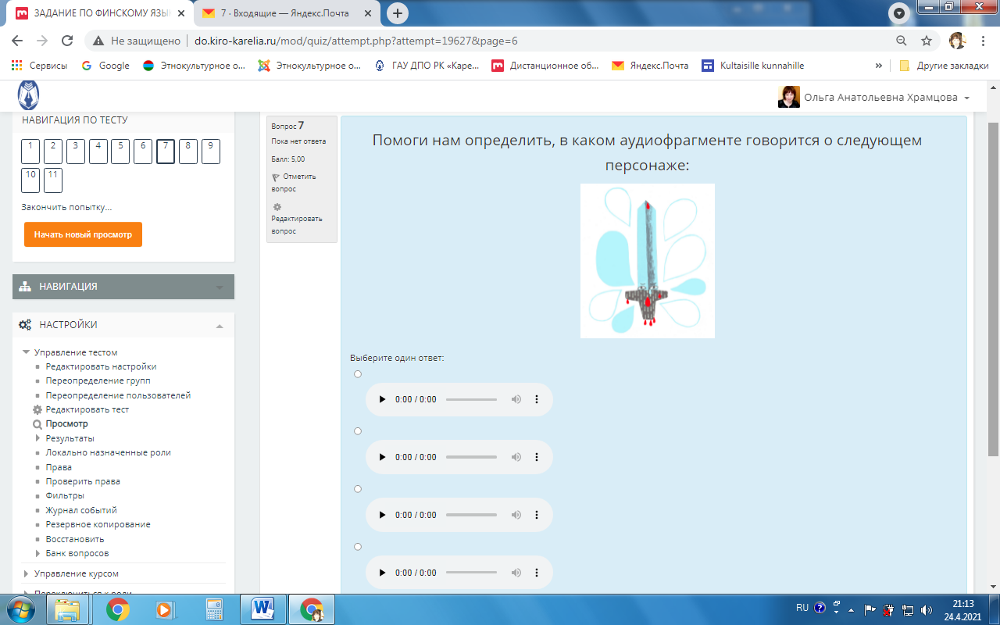 ЗАДАНИЕ ПО ФИНСКОМУ ЯЗЫ
7 · Входящие — Яндекс.Почта
Не защищено | do.kiro-karelia.ru/mod/quiz/attempt.php?attempt=19627&page=6
Сервисы Google Этнокультурное о... Этнокультурное о... ГАУ ДПО РК «Каре... Дистанционное об... Яндекс.Почта Kultaisille kunnahille » Другие закладки
Ольга Анатольевна Храмцова
НАВИГАЦИЯ ПО ТЕСТУ
1 2 3 4 5 6 7 8 9
10 11
Закончить попытку...
Начать новый просмотр
НАВИГАЦИЯ
НАСТРОЙКИ
Управление тестом
Редактировать настройки
Переопределение групп
Переопределение пользователей
Редактировать тест
Просмотр
Результаты
Локально назначенные роли
Права
Проверить права
Фильтры
Журнал событий
Резервное копирование
Восстановить
Банк вопросов
Управление курсом
Переключиться к роли...
Вопрос 7
Пока нет ответа
Балл: 5,00
Отметить
вопрос
Редактировать
вопрос
Помоги нам определить, в каком аудиофрагменте говорится о следующем
персонаже:
Выберите один ответ:
0:00 / 0:00
0:00 / 0:00
0:00 / 0:00
0:00 / 0:00
RU
21:13
24.4.2021